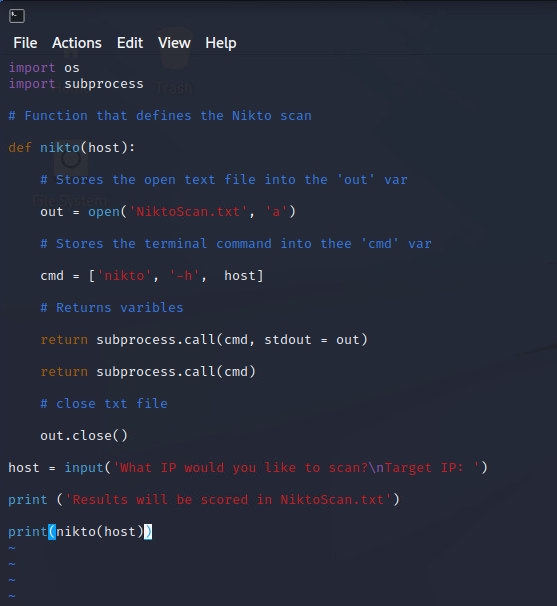 File Actions Edit View Help
Trash
import os
import subprocess
# Function that defines the Nikto scan
def nikto(host):
File System
# Stores the open text file into the 'out' var
out = open('NiktoScan.txt', 'a')
# Stores the terminal command into thee 'cmd' var
cmd = ['nikto', '-h',  host]
# Returns varibles
return subprocess.call(cmd, stdout = out)
return subprocess.call(cmd)
# close txt file
out.close()
host = input('What IP would you like to scan?\nTarget IP: ')
print ('Results will be scored in NiktoScan.txt')
print(nikto(host))
~
~
~
~